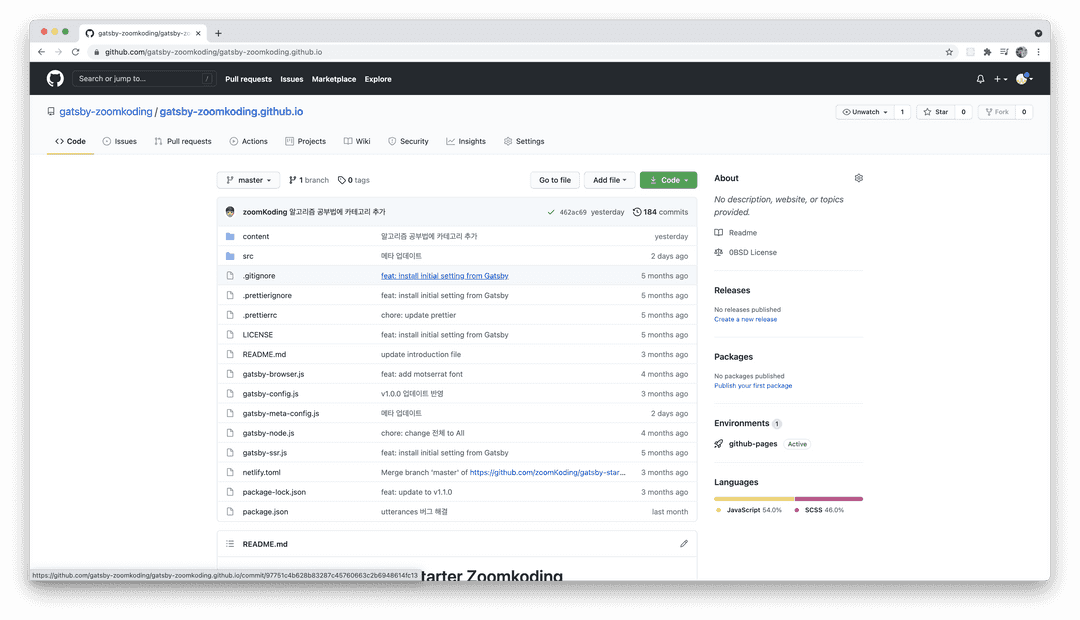 gatsby-zoomkoding/gatsby-zo
github.com/gatsby-zoomkoding/gatsby-zoomkoding.github.io
Search or jump to... /
Pull requests Issues Marketplace Explore
gatsby-zoomkoding / gatsby-zoomkoding.github.io
Unwatch 1 Star 0 Fork 0
Code Issues Pull requests Actions Projects Wiki Security Insights Settings
master 1 branch 0 tags Go to file Add file Code
zoomKoding 알고리즘 공부법에 카테고리 추가 462ac69 yesterday 184 commits
content 알고리즘 공부법에 카테고리 추가 yesterday
src 메타 업데이트 2 days ago
.gitignore feat: install initial setting from Gatsby 5 months ago
.prettierignore feat: install initial setting from Gatsby 5 months ago
.prettierrc chore: update prettier 5 months ago
LICENSE feat: install initial setting from Gatsby 5 months ago
README.md update introduction file 3 months ago
gatsby-browser.js feat: add motserrat font 4 months ago
gatsby-config.js v1.0.0 업데이트 반영 3 months ago
gatsby-meta-config.js 메타 업데이트 2 days ago
gatsby-node.js chore: change 전체 to All 4 months ago
gatsby-ssr.js feat: install initial setting from Gatsby 5 months ago
netlify.toml Merge branch 'master' of https://github.com/zoomKoding/gatsby-star... 3 months ago
package-lock.json feat: update to v1.1.0 3 months ago
package.json utterances 버그 해결 last month
README.md
tarter Zoomkoding
About
No description, website, or topics
provided.
Readme
0BSD License
Releases
No releases published
Create a new release
Packages
No packages published
Publish your first package
Environments 1
github-pages Active
Languages
JavaScript 54.0% SCSS 46.0%
https://github.com/gatsby-zoomkoding/gatsby-zoomkoding.github.io/commit/97751c4b628b83287c45760663c2b6948614fc13